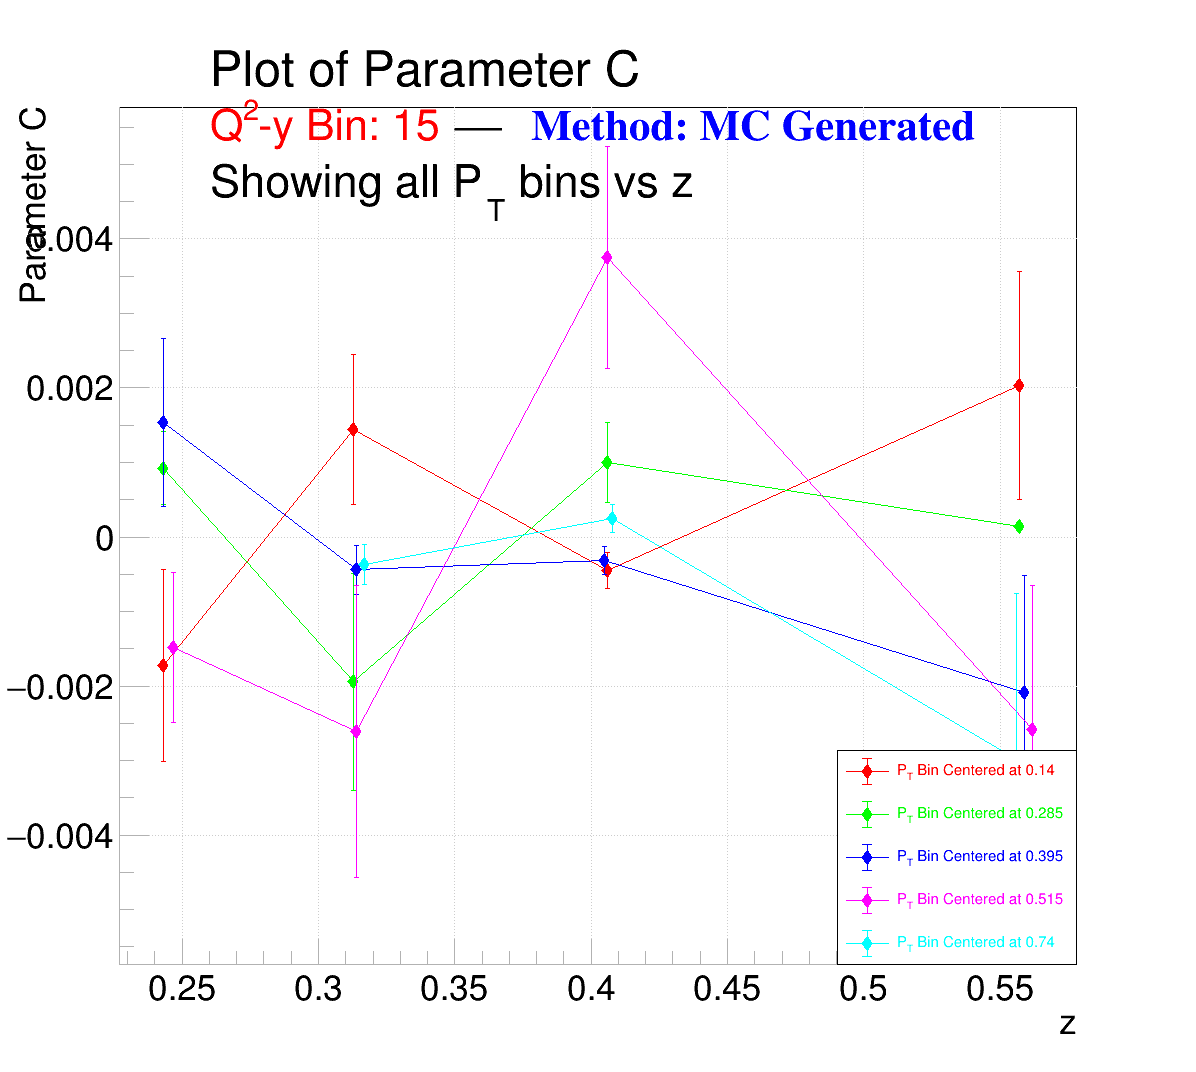 Plot of Parameter C
Q2-y Bin: 15 — Method: MC Generated
Showing all PT bins vs z
Parameter C
0.004
0.002
0
−0.002
−0.004
PT Bin Centered at 0.14
PT Bin Centered at 0.285
PT Bin Centered at 0.395
PT Bin Centered at 0.515
PT Bin Centered at 0.74
0.25 0.3 0.35 0.4 0.45 0.5 0.55
z